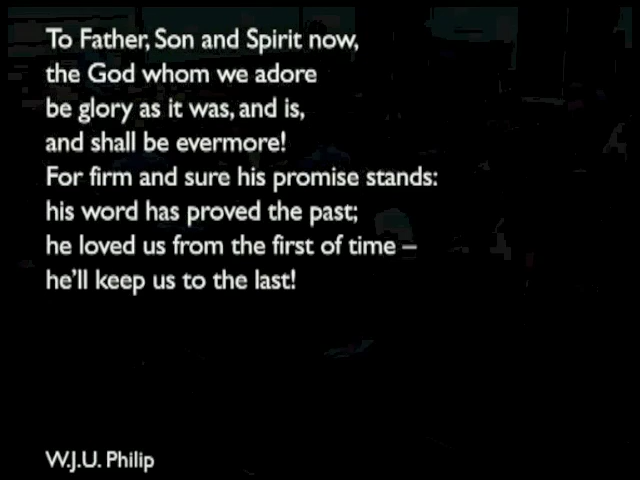 To Father, Son and Spirit now,
the God whom we adore
be glory as it was, and is,
and shall be evermore!
For firm and sure his promise stands:
his word has proved the past;
he loved us from the first of time –
he'll keep us to the last!
W.J.U. Philip